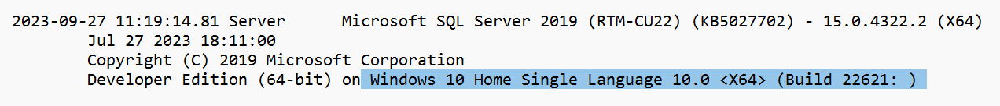 2023-09-27 11:19:14.81 Server      Microsoft SQL Server 2019 (RTM-CU22) (KB5027702) - 15.0.4322.2 (X64)
Jul 27 2023 18:11:00
Copyright (C) 2019 Microsoft Corporation
Developer Edition (64-bit) on Windows 10 Home Single Language 10.0 <X64> (Build 22621: )